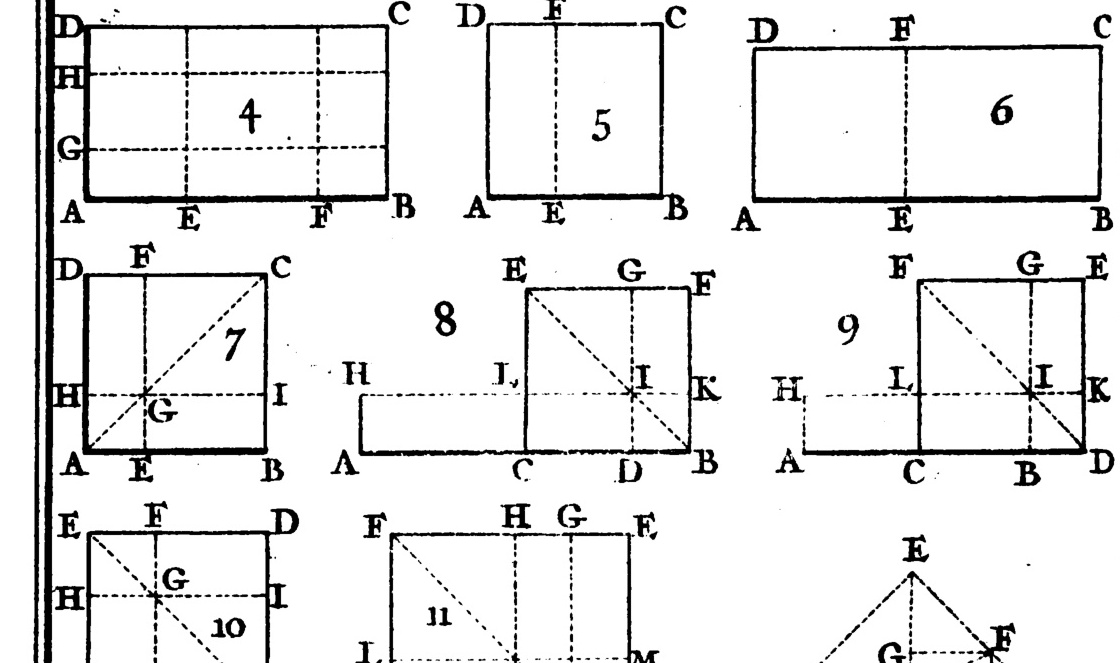 D C D F C D F C
H 4 5 6
G
A E F B A E B A E B
D F C E G F F G E
7 8 9
H G I H L I K H L I K
A E B A C D B A C B D
E F D F H G E E
H G I 11 F
10 L M G